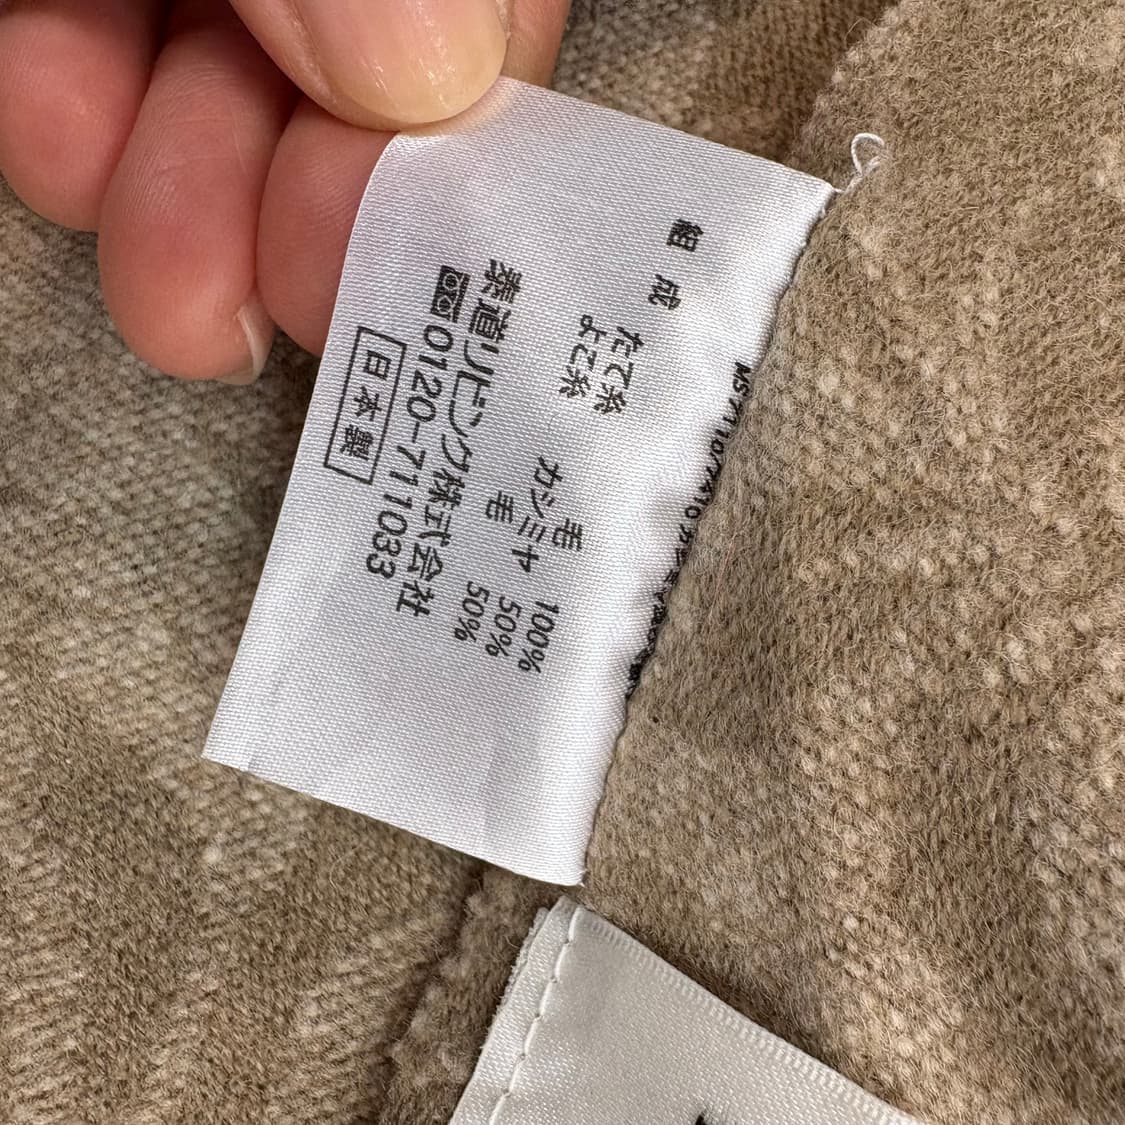 組成
たて糸 毛 100%
よこ糸 カシミヤ 50%
毛 50%
泰道リビング株式会社
0120-711033
日本製